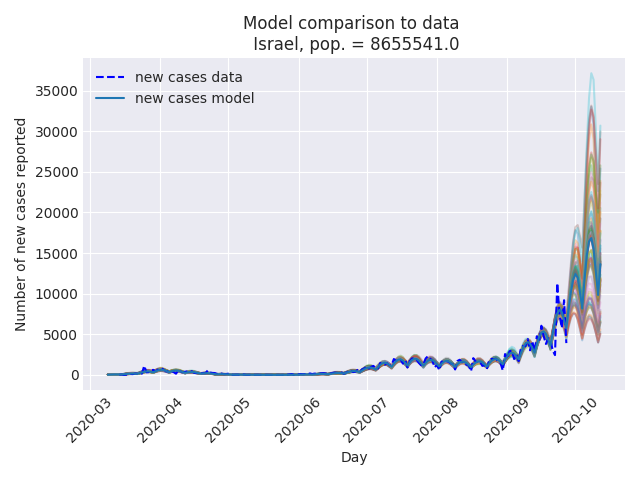 Model comparison to data
Israel, pop. = 8655541.0
new cases data
new cases model
Number of new cases reported
35000
30000
25000
20000
15000
10000
5000
0
2020-03
2020-04
2020-05
2020-06
2020-07
2020-08
2020-09
2020-10
Day